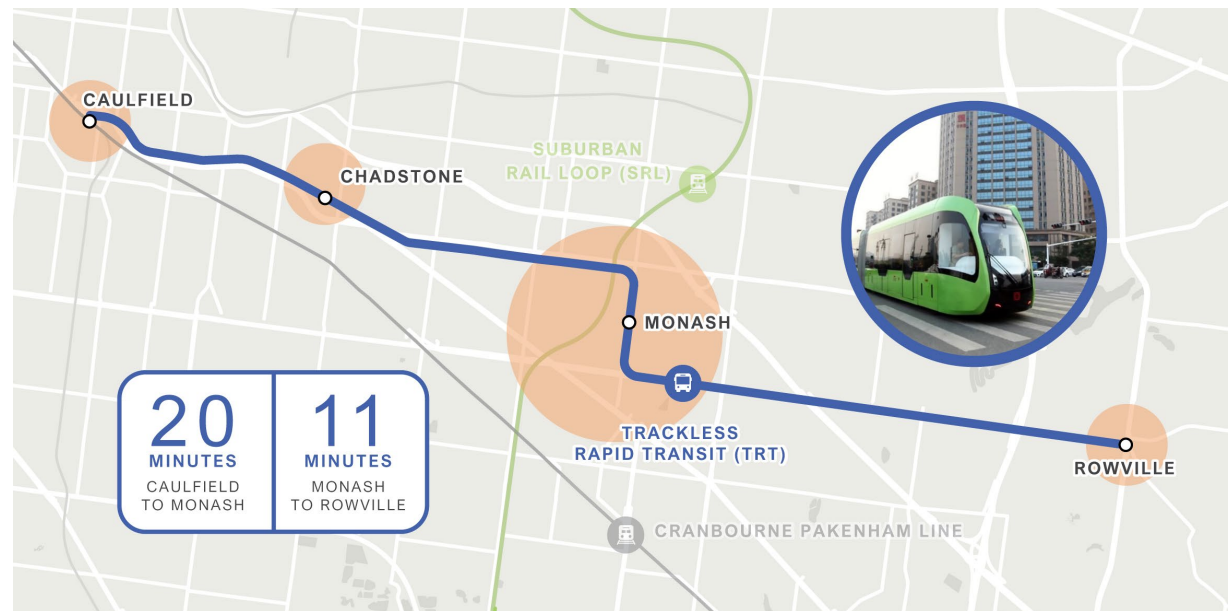 CAULFIELD
CHADSTONE
SUBURBAN
RAIL LOOP (SRL)
MONASH
TRACKLESS
RAPID TRANSIT (TRT)
ROWVILLE
CRANBOURNE PAKENHAM LINE
20
MINUTES
CAULFIELD
TO MONASH
11
MINUTES
MONASH
TO ROWVILLE